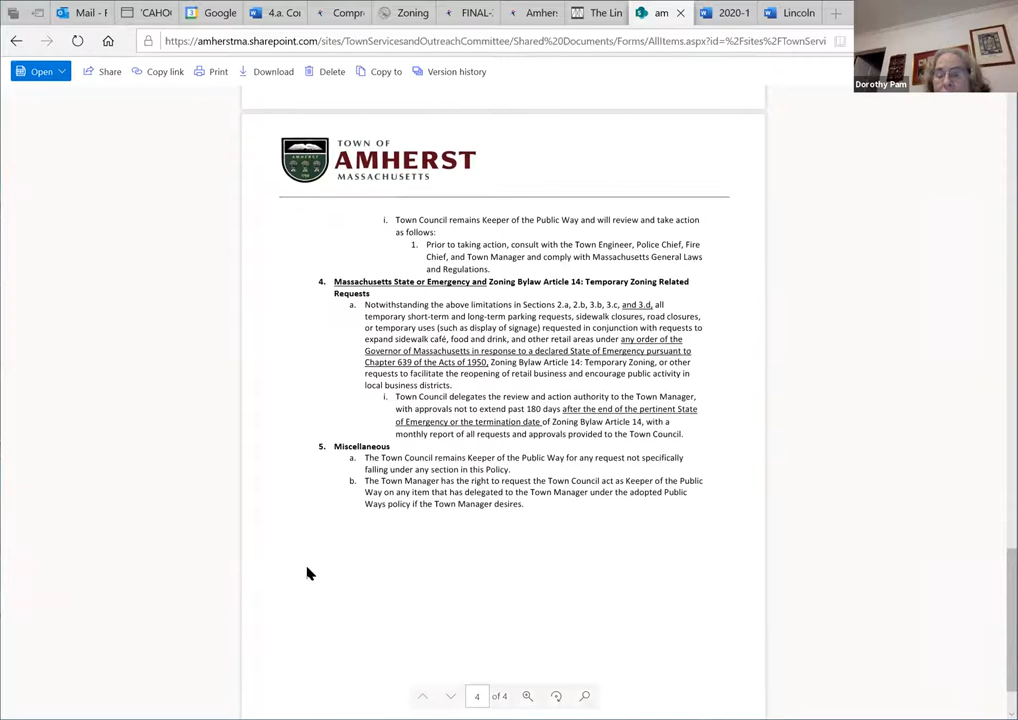 Mail - F
'CAHO
Google
4.a. Cor
Compr
Zoning
FINAL-
Amher
The Lin
am
2020-1
Lincoln
https://amherstma.sharepoint.com/sites/TownServicesandOutreachCommittee/Shared%20Documents/Forms/AllItems.aspx?id=%2Fsites%2FTownServi
Open
Share
Copy link
Print
Download
Delete
Copy to
Version history
Dorothy Pam
TOWN OF
AMHERST
MASSACHUSETTS
i. Town Council remains Keeper of the Public Way and will review and take action
as follows:
1. Prior to taking action, consult with the Town Engineer, Police Chief, Fire
Chief, and Town Manager and comply with Massachusetts General Laws
and Regulations.
4. Massachusetts State or Emergency and Zoning Bylaw Article 14: Temporary Zoning Related
Requests
a. Notwithstanding the above limitations in Sections 2.a, 2.b, 3.b, 3.c, and 3.d, all
temporary short-term and long-term parking requests, sidewalk closures, road closures,
or temporary uses (such as display of signage) requested in conjunction with requests to
expand sidewalk café, food and drink, and other retail areas under any order of the
Governor of Massachusetts in response to a declared State of Emergency pursuant to
Chapter 639 of the Acts of 1950, Zoning Bylaw Article 14: Temporary Zoning, or other
requests to facilitate the reopening of retail business and encourage public activity in
local business districts.
i. Town Council delegates the review and action authority to the Town Manager,
with approvals not to extend past 180 days after the end of the pertinent State
of Emergency or the termination date of Zoning Bylaw Article 14, with a
monthly report of all requests and approvals provided to the Town Council.
5. Miscellaneous
a. The Town Council remains Keeper of the Public Way for any request not specifically
falling under any section in this Policy.
b. The Town Manager has the right to request the Town Council act as Keeper of the Public
Way on any item that has delegated to the Town Manager under the adopted Public
Ways policy if the Town Manager desires.
4 of 4